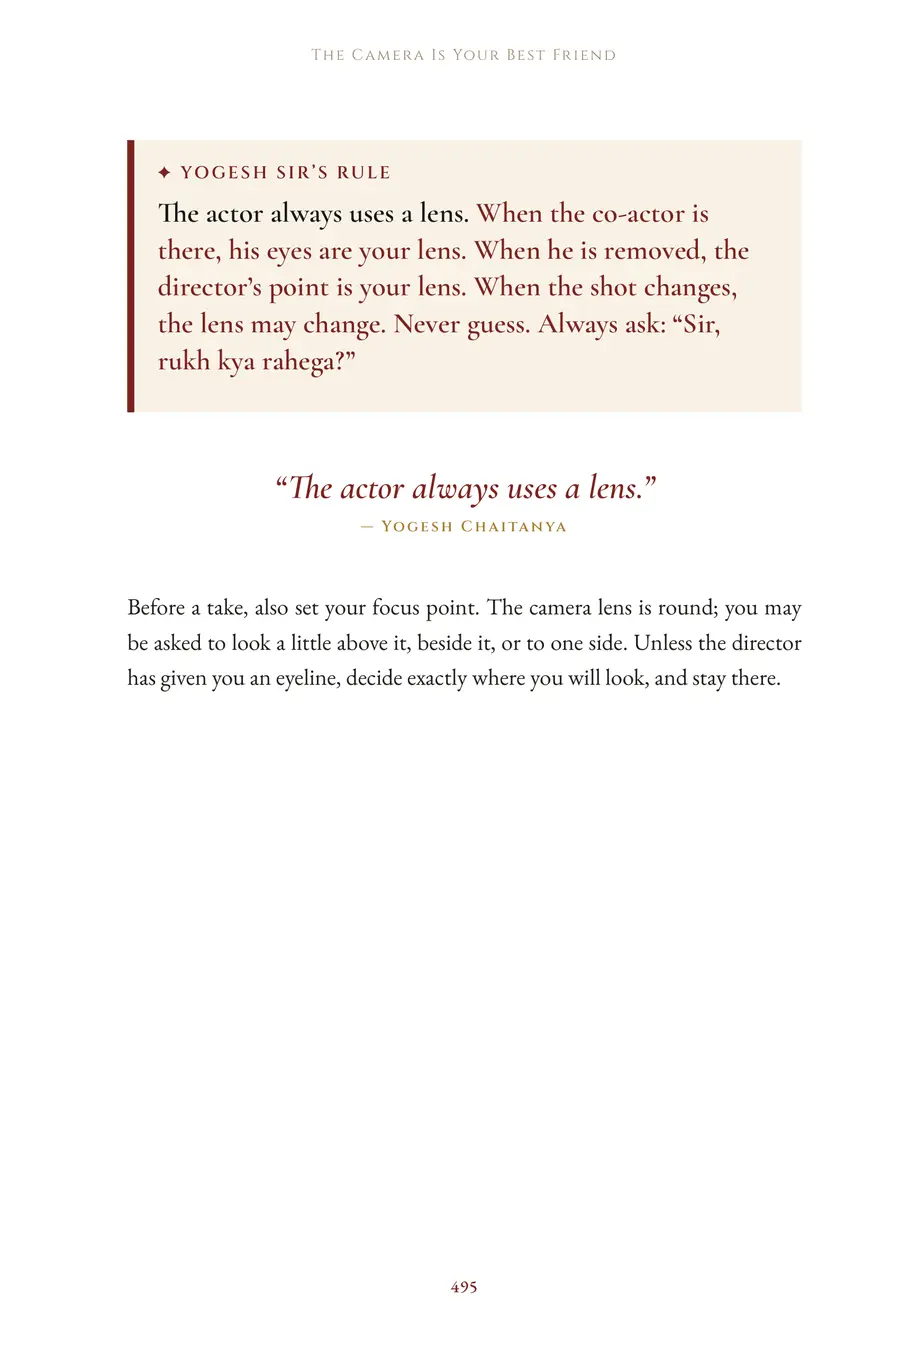 The Camera Is Your Best Friend
✦ YOGESH SIR’S RULE
The actor always uses a lens. When the co-actor is
there, his eyes are your lens. When he is removed, the
director’s point is your lens. When the shot changes,
the lens may change. Never guess. Always ask: “Sir,
rukh kya rahega?”
“The actor always uses a lens.”
— Yogesh Chaitanya
Before a take, also set your focus point. The camera lens is round; you may
be asked to look a little above it, beside it, or to one side. Unless the director
has given you an eyeline, decide exactly where you will look, and stay there.
495